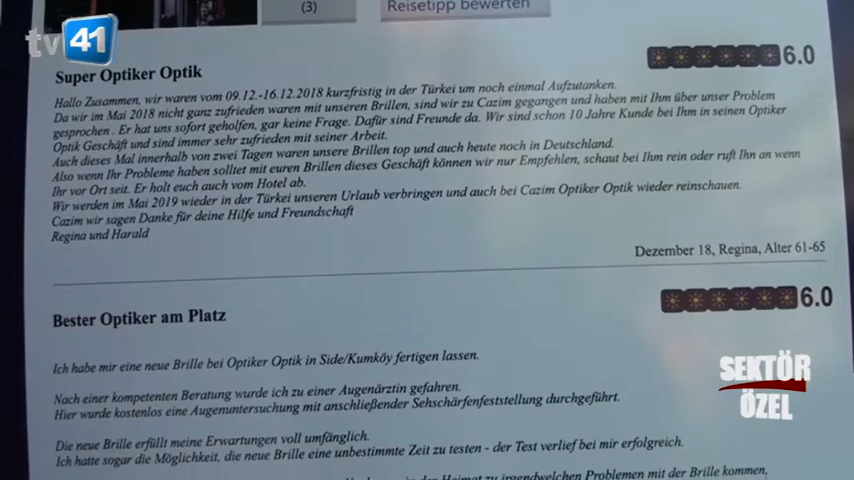 tv 41
(3)
Reisetipp bewerten
Super Optiker Optik
6.0
Hallo Zusammen, wir waren vom 09.12.-16.12.2018 kurzfristig in der Türkei um noch einmal Aufzutanken.
Da wir im Mai 2018 nicht ganz zufrieden waren mit unseren Brillen, sind wir zu Cazim gegangen und haben mit Ihm über unser Problem
gesprochen . Er hat uns sofort geholfen, gar keine Frage. Dafür sind Freunde da. Wir sind schon 10 Jahre Kunde bei Ihm in seinen Optiker
Optik Geschäft und sind immer sehr zufrieden mit seiner Arbeit.
Auch dieses Mal innerhalb von zwei Tagen waren unsere Brillen top und auch heute noch in Deutschland.
Also wenn Ihr Probleme haben solltet mit euren Brillen dieses Geschäft können wir nur Empfehlen, schaut bei Ihm rein oder ruft Ihn an wenn
Ihr vor Ort seit. Er holt euch auch vom Hotel ab.
Wir werden im Mai 2019 wieder in der Türkei unseren Urlaub verbringen und auch bei Cazim Optiker Optik wieder reinschauen.
Cazim wir sagen Danke für deine Hilfe und Freundschaft
Regina und Harald
Dezember 18, Regina, Alter 61-65
Bester Optiker am Platz
6.0
Ich habe mir eine neue Brille bei Optiker Optik in Side/Kumköy fertigen lassen.
Nach einer kompetenten Beratung wurde ich zu einer Augenärztin gefahren.
Hier wurde kostenlos eine Augenuntersuchung mit anschließender Sehschärfenfeststellung durchgeführt.
Die neue Brille erfüllt meine Erwartungen voll umfänglich.
Ich hatte sogar die Möglichkeit, die neue Brille eine unbestimmte Zeit zu testen - der Test verlief bei mir erfolgreich.
in der Heimat zu irgendwelchen Problemen mit der Brille kommen,
SEKTÖR
ÖZEL